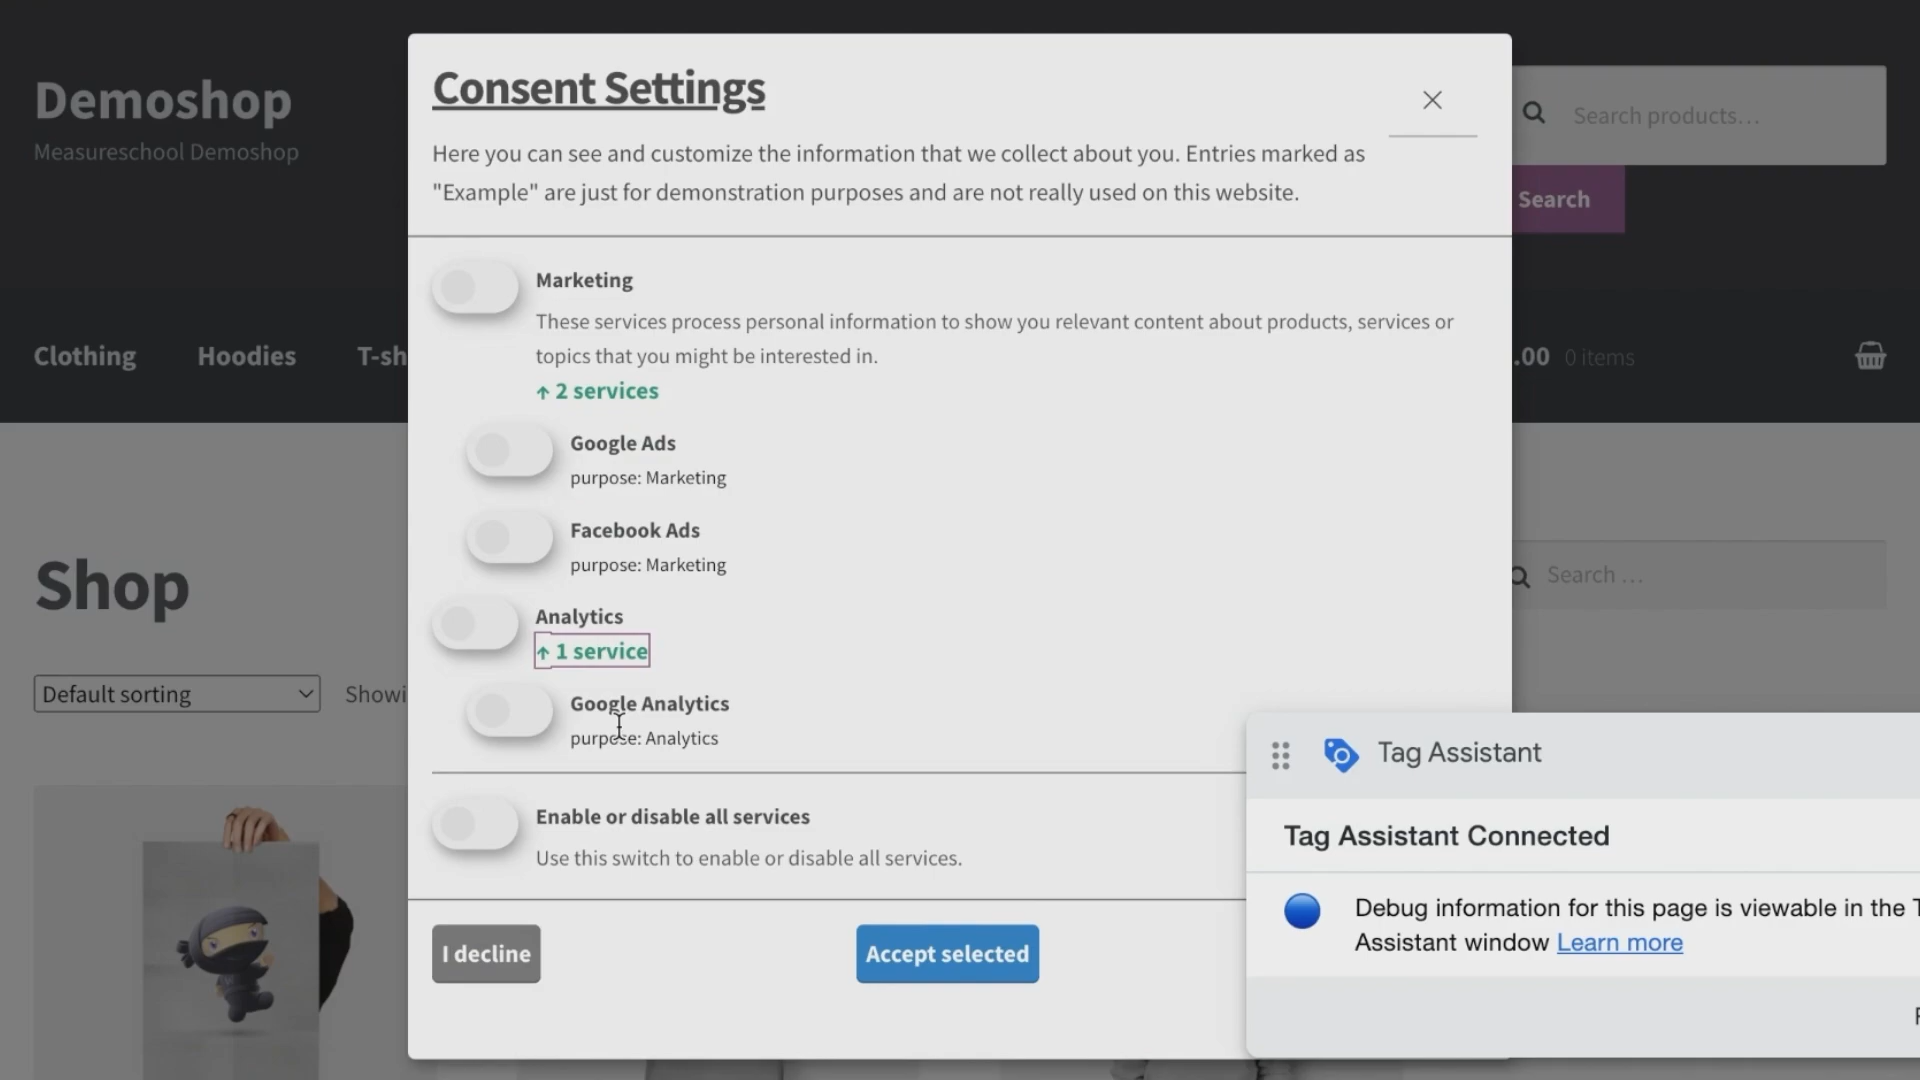 Demoshop
Measureschool Demoshop
Consent Settings
Here you can see and customize the information that we collect about you. Entries marked as
"Example" are just for demonstration purposes and are not really used on this website.
Search products…
Search
Clothing
Hoodies
T-sh
.00
0 items
Marketing
These services process personal information to show you relevant content about products, services or
topics that you might be interested in.
↑ 2 services
Google Ads
purpose: Marketing
Facebook Ads
purpose: Marketing
Analytics
↑ 1 service
Google Analytics
purpose: Analytics
Enable or disable all services
Use this switch to enable or disable all services.
I decline
Accept selected
Shop
Search …
Default sorting
Showi
Tag Assistant
Tag Assistant Connected
Debug information for this page is viewable in the T
Assistant window Learn more